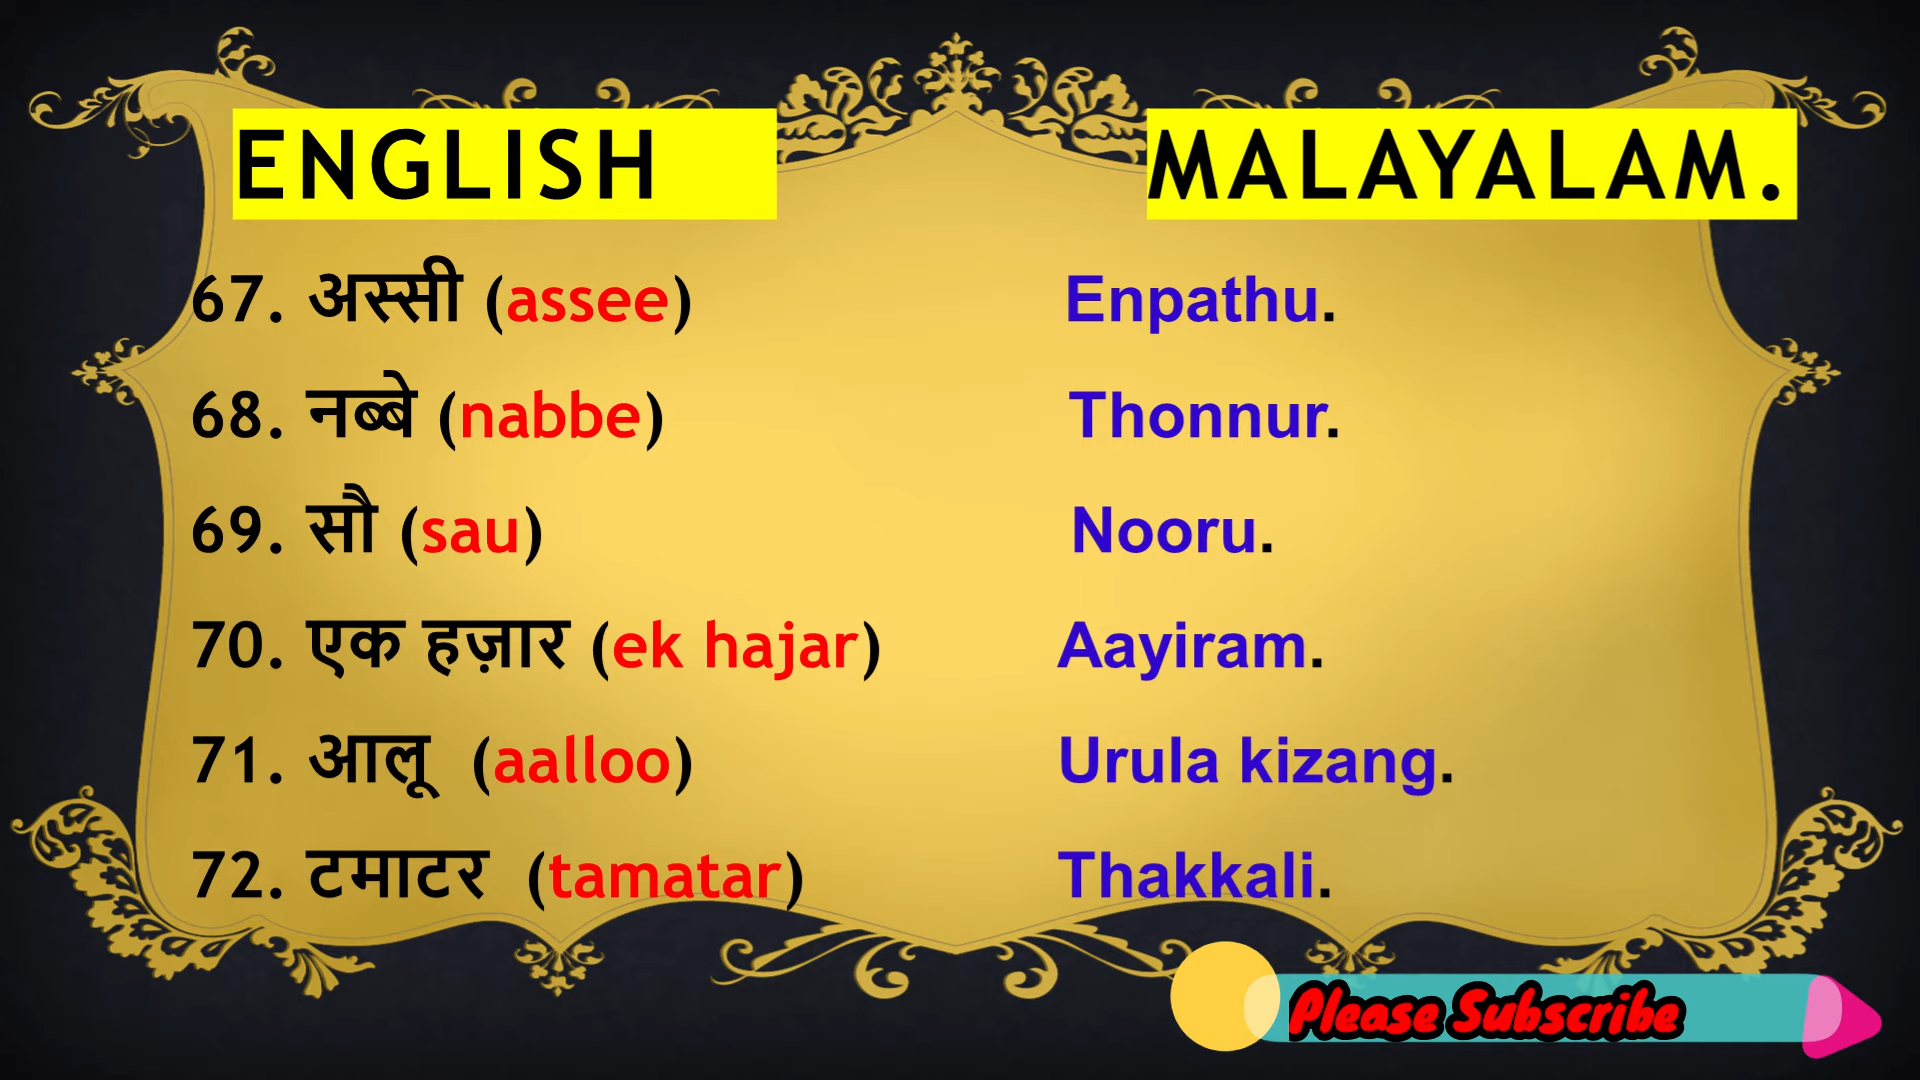 ENGLISH MALAYALAM.
67. अस्सी (assee) Enpathu.
68. नब्बे (nabbe) Thonnur.
69. सौ (sau) Nooru.
70. एक हज़ार (ek hajar) Aayiram.
71. आलू (aalloo) Urula kizang.
72. टमाटर (tamatar) Thakkali.
Please Subscribe